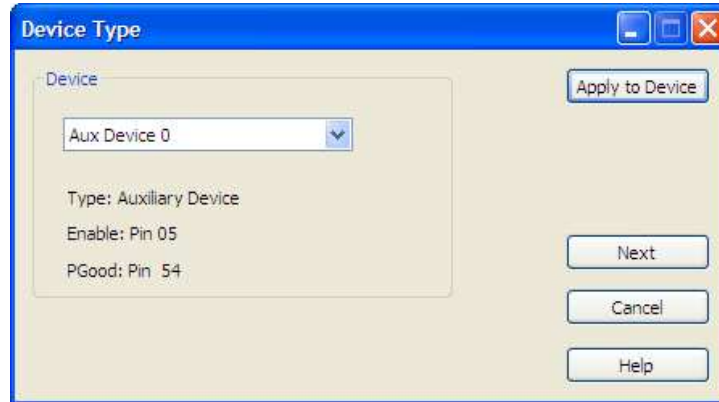 Device Type
Device
Apply to Device
Aux Device 0
Type: Auxiliary Device
Enable: Pin 05
Next
PGood: Pin  54
Cancel
Help